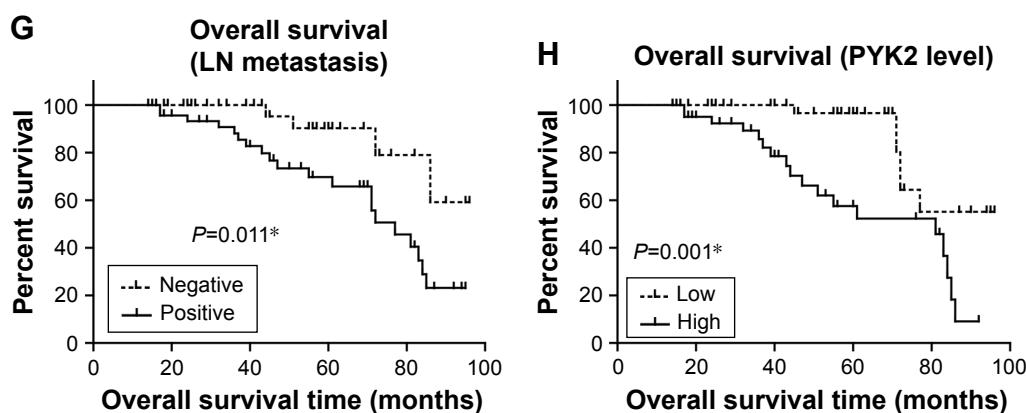 G
Overall survival
(LN metastasis)
Percent survival
100
80
60
40
20
0
P=0.011*
Negative
Positive
0 20 40 60 80 100
Overall survival time (months)
H
Overall survival (PYK2 level)
Percent survival
100
80
60
40
20
0
P=0.001*
Low
High
0 20 40 60 80 100
Overall survival time (months)